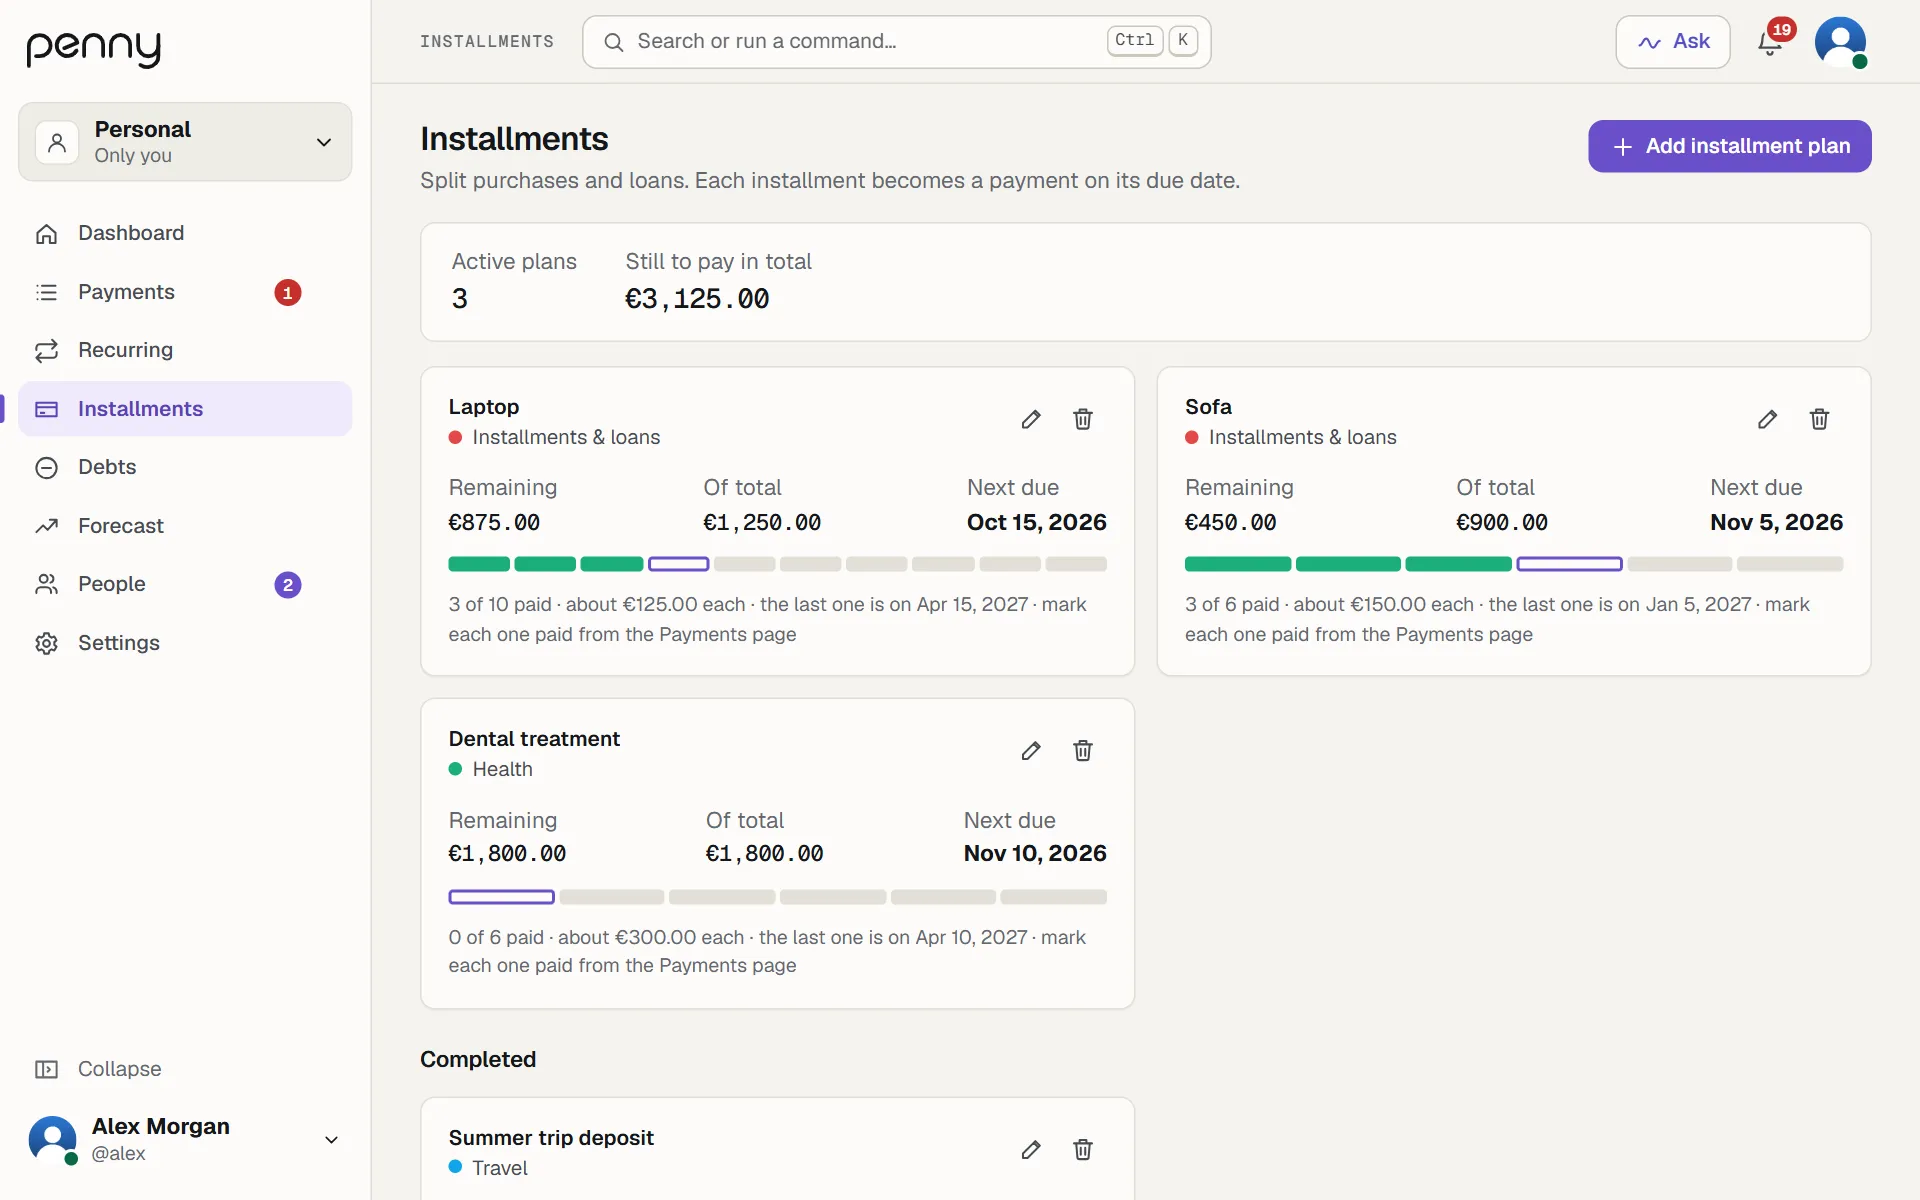 penny
Personal
Only you
Dashboard
Payments 1
Recurring
Installments
Debts
Forecast
People 2
Settings
Collapse
Alex Morgan
@alex
INSTALLMENTS
Search or run a command...
Ctrl K
Ask
19
Installments
Split purchases and loans. Each installment becomes a payment on its due date.
Add installment plan
Active plans Still to pay in total
3 €3,125.00
Laptop
Installments & loans
Remaining Of total Next due
€875.00 €1,250.00 Oct 15, 2026
3 of 10 paid · about €125.00 each · the last one is on Apr 15, 2027 · mark
each one paid from the Payments page
Sofa
Installments & loans
Remaining Of total Next due
€450.00 €900.00 Nov 5, 2026
3 of 6 paid · about €150.00 each · the last one is on Jan 5, 2027 · mark
each one paid from the Payments page
Dental treatment
Health
Remaining Of total Next due
€1,800.00 €1,800.00 Nov 10, 2026
0 of 6 paid · about €300.00 each · the last one is on Apr 10, 2027 · mark
each one paid from the Payments page
Completed
Summer trip deposit
Travel